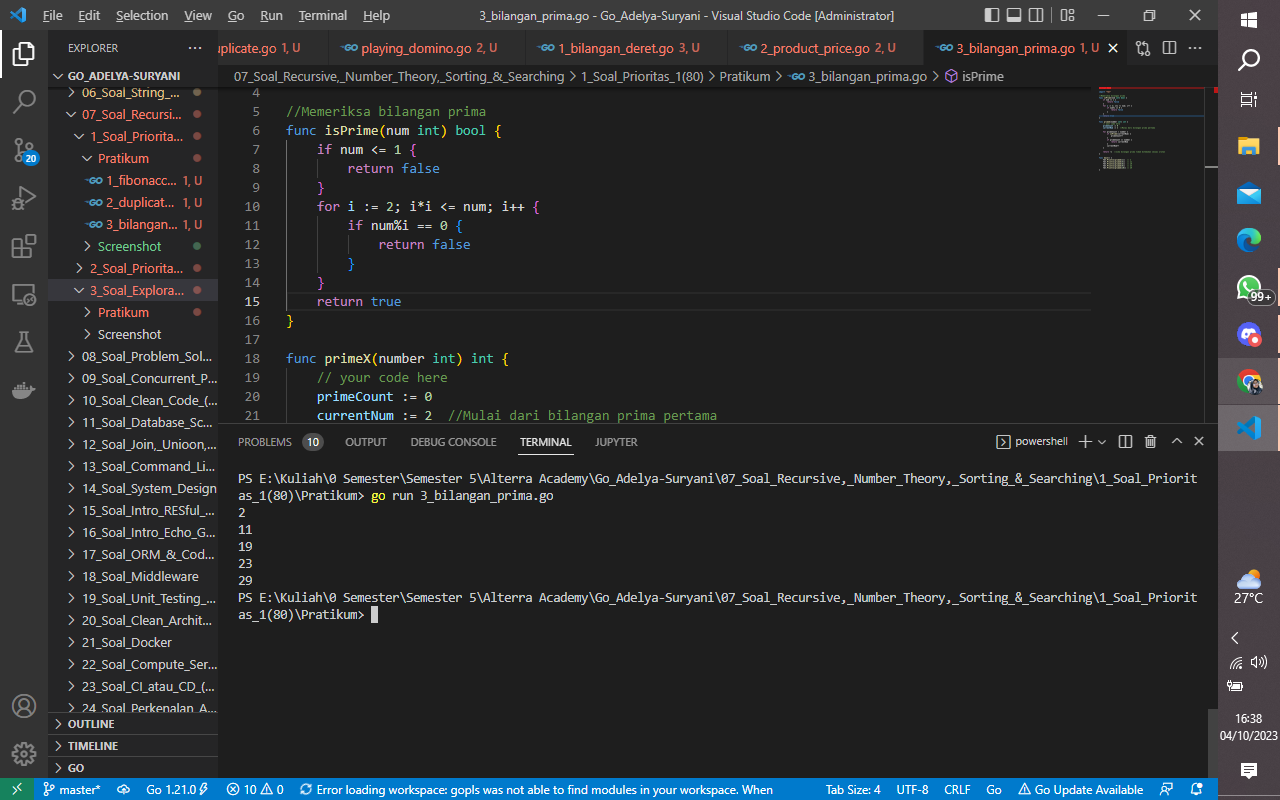 File Edit Selection View Go Run Terminal Help
3_bilangan_prima.go - Go_Adelya-Suryani - Visual Studio Code [Administrator]
EXPLORER
uplicate.go 1, U
playing_domino.go 2, U
1_bilangan_deret.go 3, U
2_product_price.go 2, U
3_bilangan_prima.go 1, U
07_Soal_Recursive,_Number_Theory,_Sorting_&_Searching > 1_Soal_Prioritas_1(80) > Pratikum > 3_bilangan_prima.go > isPrime
GO_ADELYA-SURYANI
06_Soal_String_...
07_Soal_Recursi...
1_Soal_Priorita...
Pratikum
1_fibonacc... 1, U
2_duplicat... 1, U
3_bilangan... 1, U
Screenshot
2_Soal_Priorita...
3_Soal_Explora...
Pratikum
Screenshot
08_Soal_Problem_Sol...
09_Soal_Concurrent_P...
10_Soal_Clean_Code_(...
11_Soal_Database_Sc...
12_Soal_Join,_Unioon,...
13_Soal_Command_Li...
14_Soal_System_Design
15_Soal_Intro_RESful_...
16_Soal_Intro_Echo_G...
17_Soal_ORM_&_Cod...
18_Soal_Middleware
19_Soal_Unit_Testing_...
20_Soal_Clean_Archit...
21_Soal_Docker
22_Soal_Compute_Ser...
23_Soal_CI_atau_CD_(...
24_Soal_Perkenalan_A...
OUTLINE
TIMELINE
GO
20
4
5 //Memeriksa bilangan prima
6 func isPrime(num int) bool {
7 if num <= 1 {
8 return false
9 }
10 for i := 2; i*i <= num; i++ {
11 if num%i == 0 {
12 return false
13 }
14 }
15 return true
16 }
17
18 func primeX(number int) int {
19 // your code here
20 primeCount := 0
21 currentNum := 2 //Mulai dari bilangan prima pertama
PROBLEMS 10 OUTPUT DEBUG CONSOLE TERMINAL JUPYTER
powershell
PS E:\Kuliah\0 Semester\Semester 5\Alterra Academy\Go_Adelya-Suryani\07_Soal_Recursive,_Number_Theory,_Sorting_&_Searching\1_Soal_Priorit
as_1(80)\Pratikum> go run 3_bilangan_prima.go
2
11
19
23
29
PS E:\Kuliah\0 Semester\Semester 5\Alterra Academy\Go_Adelya-Suryani\07_Soal_Recursive,_Number_Theory,_Sorting_&_Searching\1_Soal_Priorit
as_1(80)\Pratikum>
master* Go 1.21.0 10 0 Error loading workspace: gopls was not able to find modules in your workspace. When
Tab Size: 4 UTF-8 CRLF Go Go Update Available
99+
27°C
16:38
04/10/2023